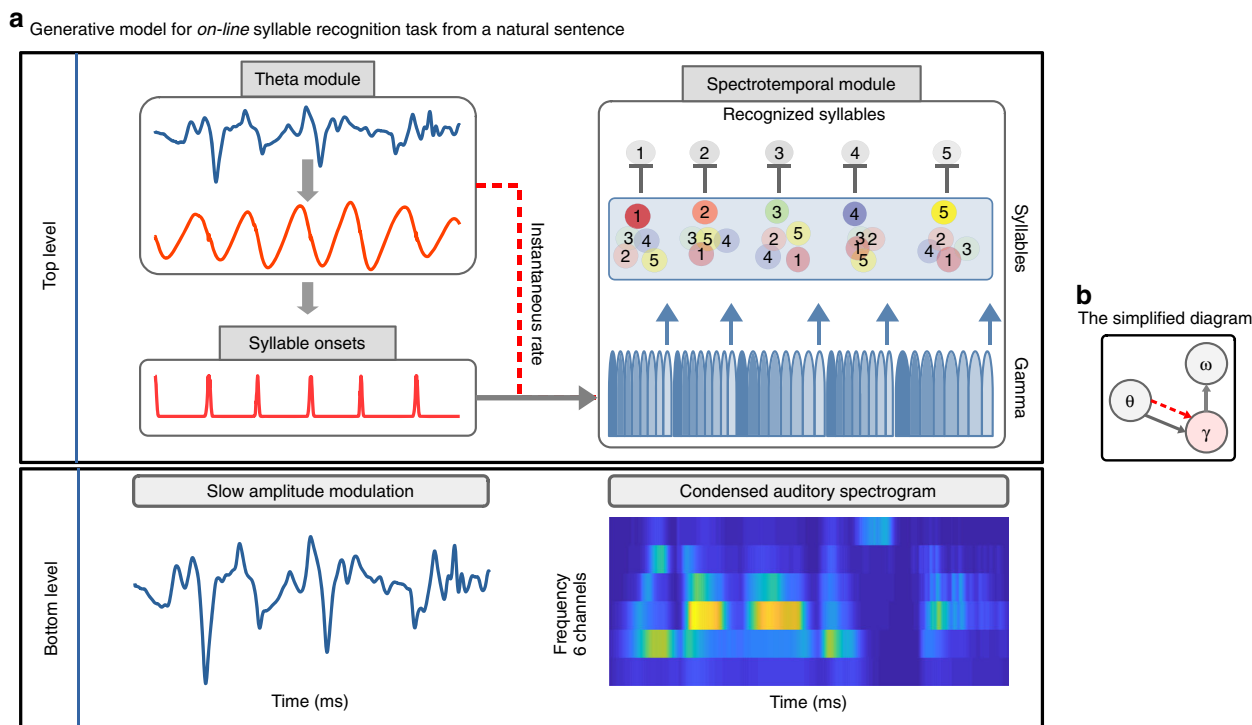 a Generative model for on-line syllable recognition task from a natural sentence
Top level
Theta module
Instantaneous rate
Syllable onsets
Spectrotemporal module
Recognized syllables
1 2 3 4 5
1 2 3 4 5
3 4 3 5 4 2 5 3 2 2
2 5 1 4 1 1 5 4 1 3
Syllables
Gamma
Bottom level
Slow amplitude modulation
Time (ms)
Condensed auditory spectrogram
Frequency
6 channels
Time (ms)
b
The simplified diagram
ω
θ
γ